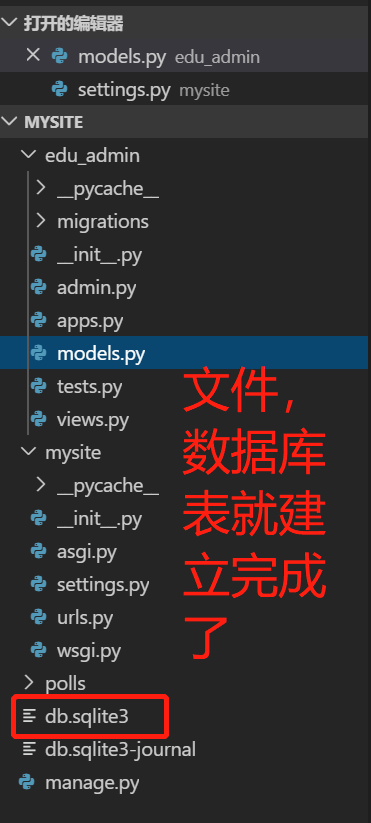 打开的编辑器
models.py edu_admin
settings.py mysite
MYSITE
edu_admin
__pycache__
migrations
__init__.py
admin.py
apps.py
models.py
tests.py
views.py
mysite
__pycache__
__init__.py
asgi.py
settings.py
urls.py
wsgi.py
polls
db.sqlite3
db.sqlite3-journal
manage.py
文件，
数据库
表就建
立完成
了